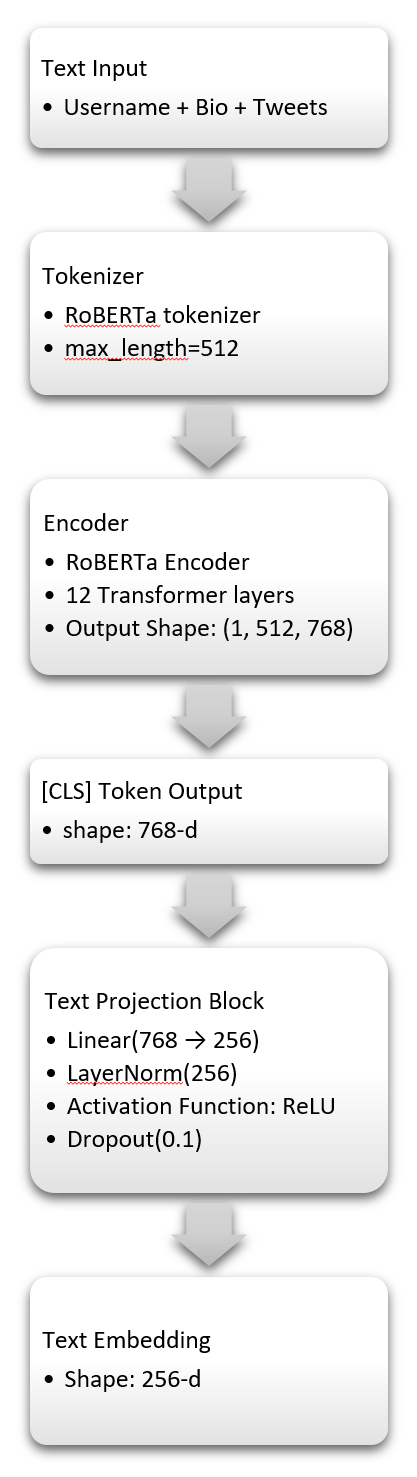 Text Input
• Username + Bio + Tweets
Tokenizer
• RoBERTa tokenizer
• max_length=512
Encoder
• RoBERTa Encoder
• 12 Transformer layers
• Output Shape: (1, 512, 768)
[CLS] Token Output
• shape: 768-d
Text Projection Block
• Linear(768 → 256)
• LayerNorm(256)
• Activation Function: ReLU
• Dropout(0.1)
Text Embedding
• Shape: 256-d